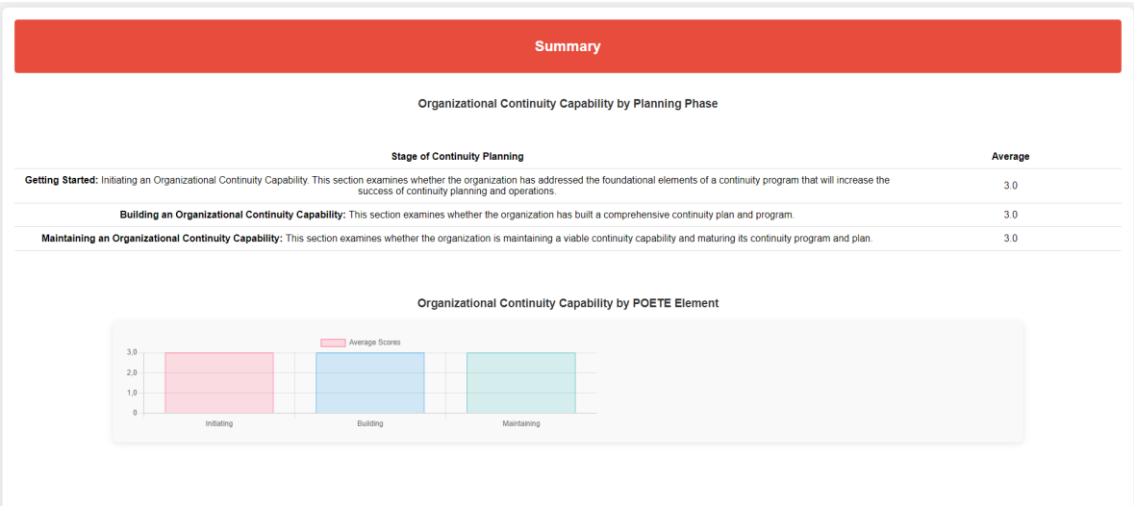 Summary
Organizational Continuity Capability by Planning Phase
Stage of Continuity Planning Average
Getting Started: Initiating an Organizational Continuity Capability. This section examines whether the organization has addressed the foundational elements of a continuity program that will increase the
success of continuity planning and operations.
3.0
Building an Organizational Continuity Capability: This section examines whether the organization has built a comprehensive continuity plan and program. 3.0
Maintaining an Organizational Continuity Capability: This section examines whether the organization is maintaining a viable continuity capability and maturing its continuity program and plan. 3.0
Organizational Continuity Capability by POETE Element
Average Scores
3,0
2,0
1,0
0
Initiating Building Maintaining